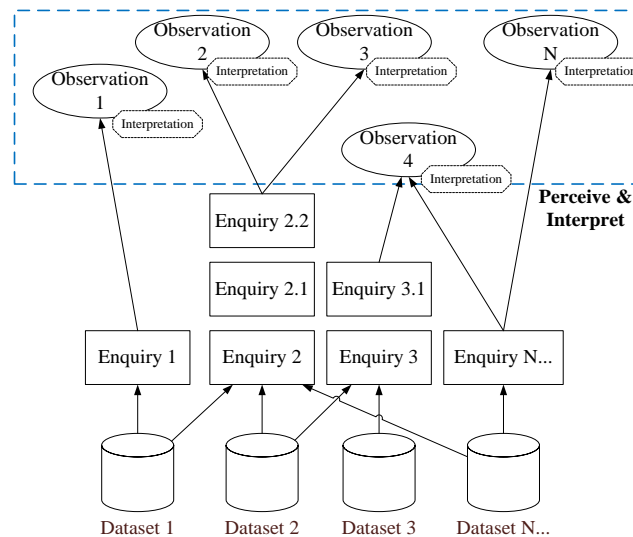 Observation
2
Interpretation
Observation
3
Interpretation
Observation
N
Interpretation
Observation
1
Interpretation
Observation
4
Interpretation
Perceive &
Interpret
Enquiry 2.2
Enquiry 2.1
Enquiry 3.1
Enquiry 1
Enquiry 2
Enquiry 3
Enquiry N...
Dataset 1
Dataset 2
Dataset 3
Dataset N...